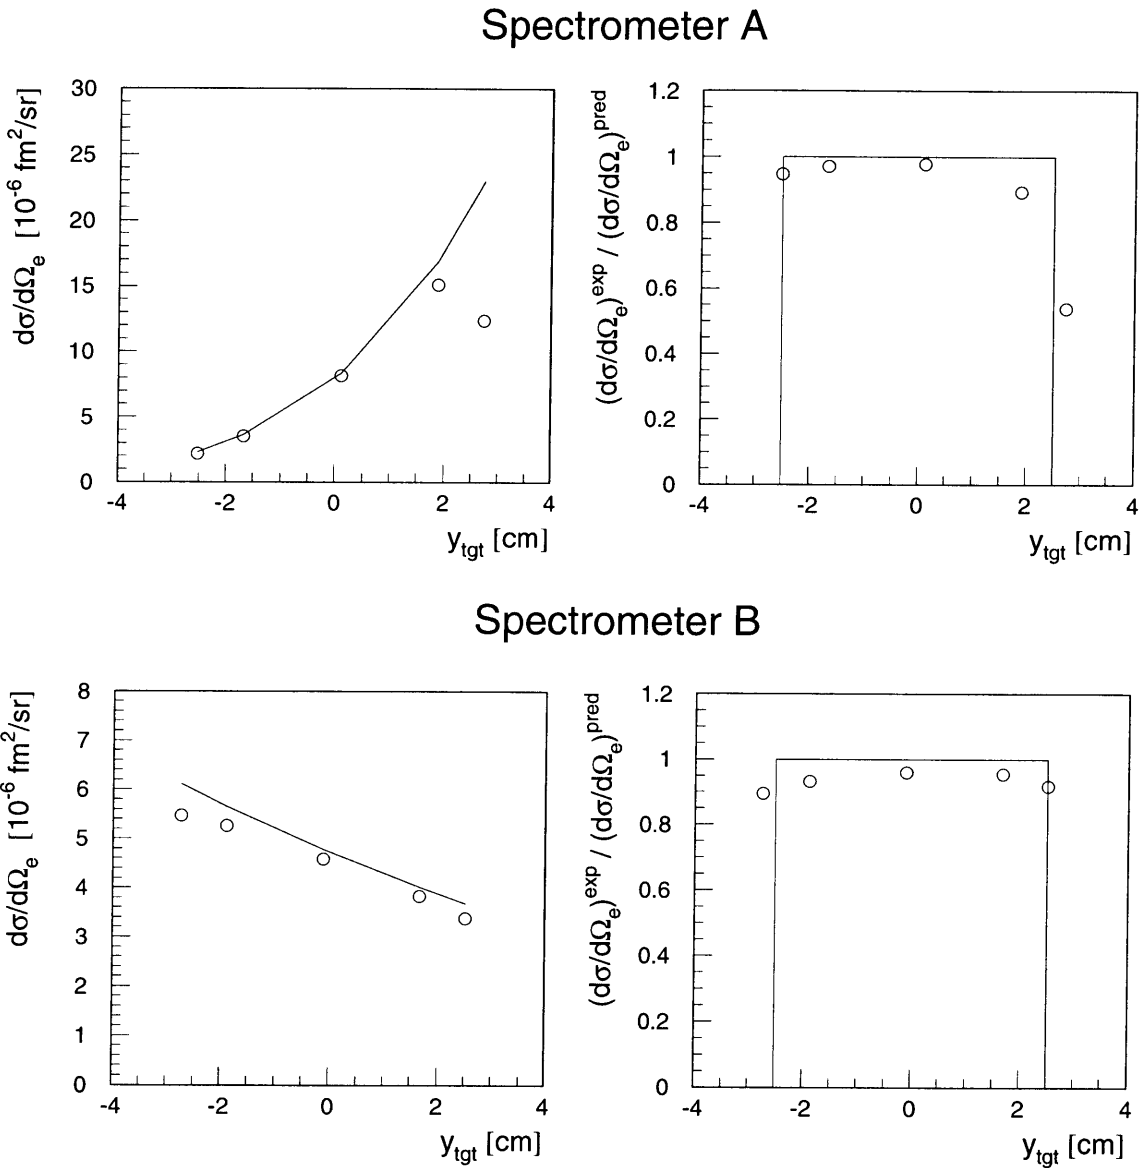 Spectrometer A
dσ/dΩe [10-6 fm2/sr]
30
25
20
15
10
5
0
-4 -2 0 2 4
ytgt [cm]
(dσ/dΩe)exp / (dσ/dΩe)pred
1.2
1
0.8
0.6
0.4
0.2
0
-4 -2 0 2 4
ytgt [cm]
Spectrometer B
dσ/dΩe [10-6 fm2/sr]
8
7
6
5
4
3
2
1
0
-4 -2 0 2 4
ytgt [cm]
(dσ/dΩe)exp / (dσ/dΩe)pred
1.2
1
0.8
0.6
0.4
0.2
0
-4 -2 0 2 4
ytgt [cm]